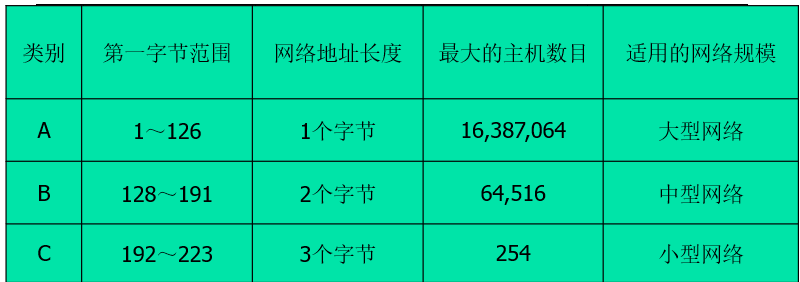 类别 第一字节范围 网络地址长度 最大的主机数目 适用的网络规模
A 1～126 1个字节 16,387,064 大型网络
B 128～191 2个字节 64,516 中型网络
C 192～223 3个字节 254 小型网络